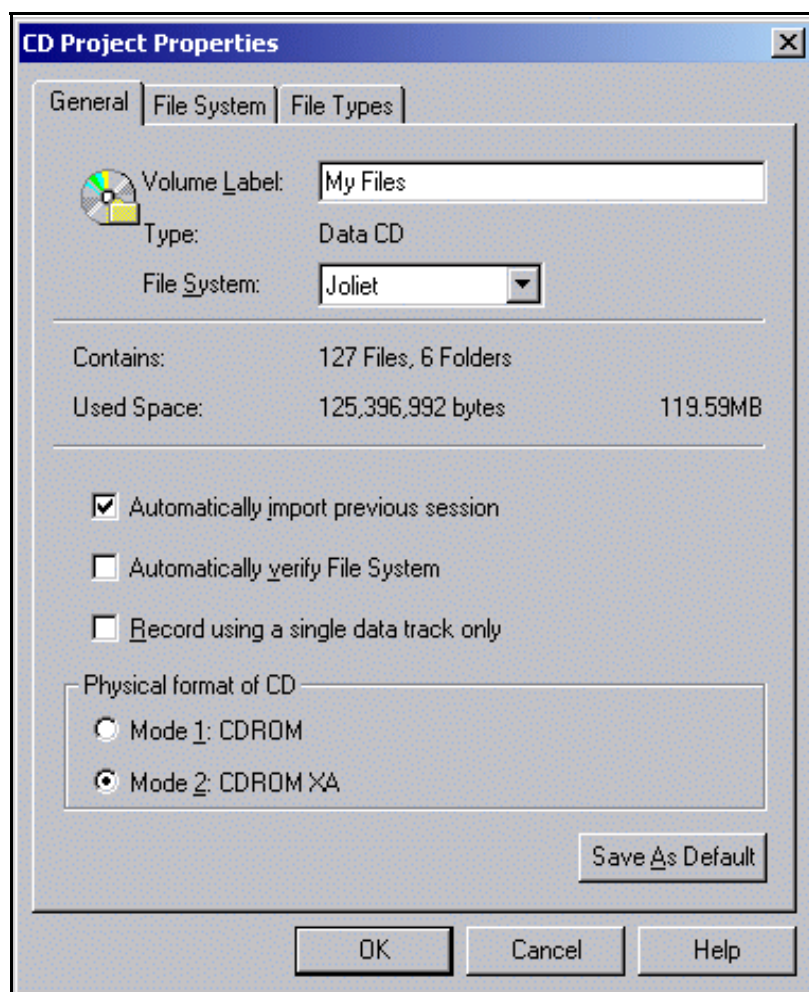 CD Project Properties
General File System File Types
Volume Label: My Files
Type: Data CD
File System: Joliet
Contains: 127 Files, 6 Folders
Used Space: 125,396,992 bytes 119.59MB
Automatically import previous session
Automatically verify File System
Record using a single data track only
Physical format of CD
Mode 1: CDROM
Mode 2: CDROM XA
Save As Default
OK Cancel Help